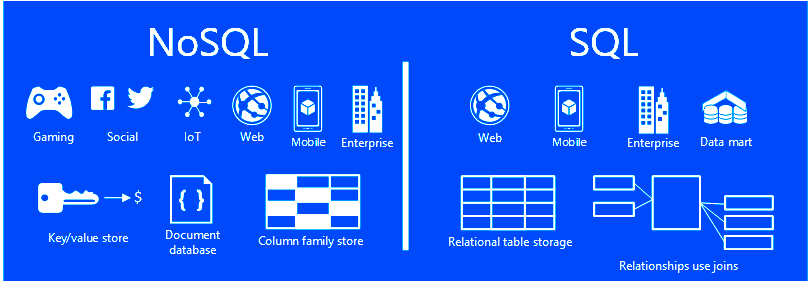 NoSQL
SQL
Gaming
Social
IoT
Web
Mobile
Enterprise
Web
Mobile
Enterprise
Data mart
$
{ }
Key/value store
Document
database
Column family store
Relational table storage
Relationships use joins